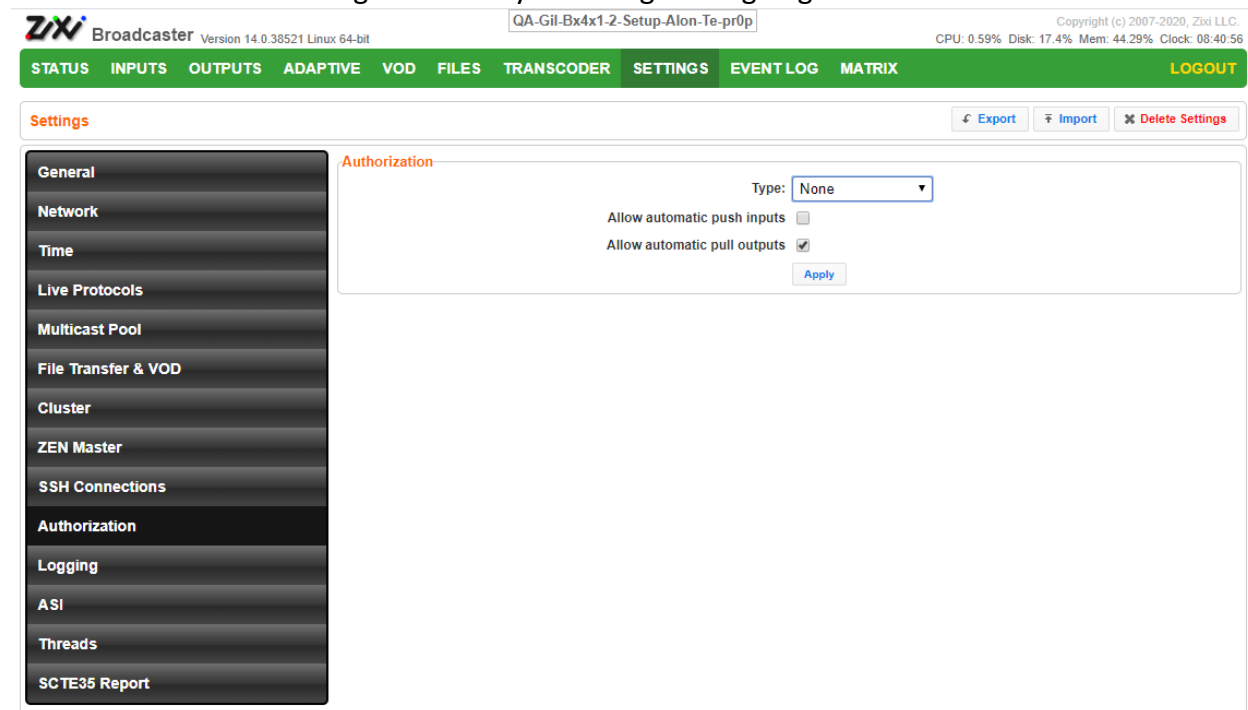 QA-Gil-Bx4x1-2-Setup-Alon-Te-pr0p
Copyright (c) 2007-2020, Zixi LLC.
ZiXi Broadcaster Version 14.0.38521 Linux 64-bit
CPU: 0.59% Disk: 17.4% Mem: 44.29% Clock: 08:40:56
STATUS INPUTS OUTPUTS ADAPTIVE VOD FILES TRANSCODER SETTINGS EVENT LOG MATRIX LOGOUT
Settings Export Import Delete Settings
General
Network
Time
Live Protocols
Multicast Pool
File Transfer & VOD
Cluster
ZEN Master
SSH Connections
Authorization
Logging
ASI
Threads
SCTE35 Report
Authorization
Type: None
Allow automatic push inputs
Allow automatic pull outputs
Apply